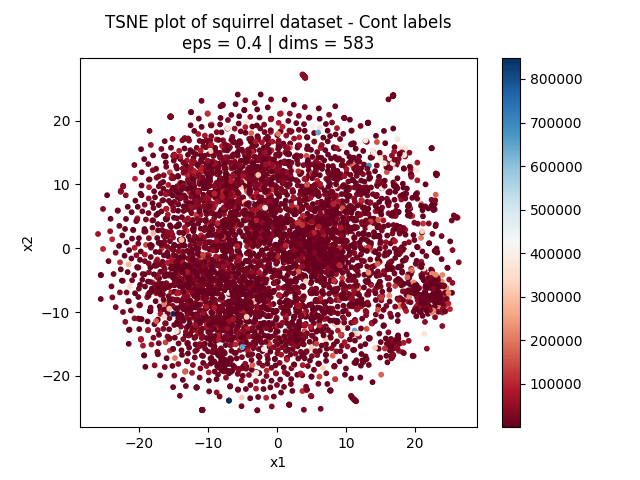 TSNE plot of squirrel dataset - Cont labels
eps = 0.4 | dims = 583
800000
700000
600000
500000
400000
300000
200000
100000
20
10
0
−10
−20
x2
−20 −10 0 10 20
x1